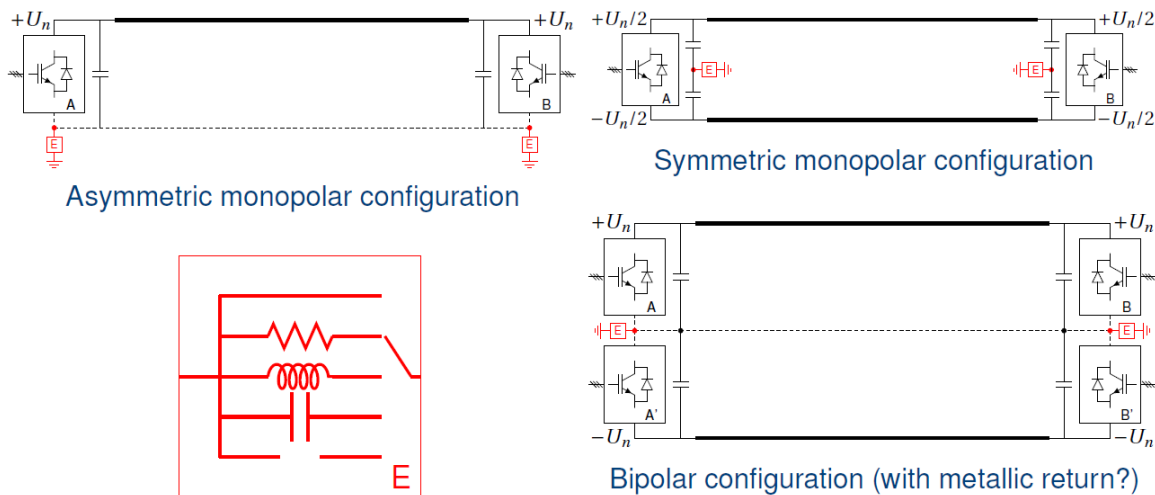 +Un
+Un
A
B
E
E
Asymmetric monopolar configuration
+Un/2
+Un/2
E
E
A
B
−Un/2
−Un/2
Symmetric monopolar configuration
+Un
+Un
A
B
E
E
A'
B'
−Un
−Un
Bipolar configuration (with metallic return?)
E